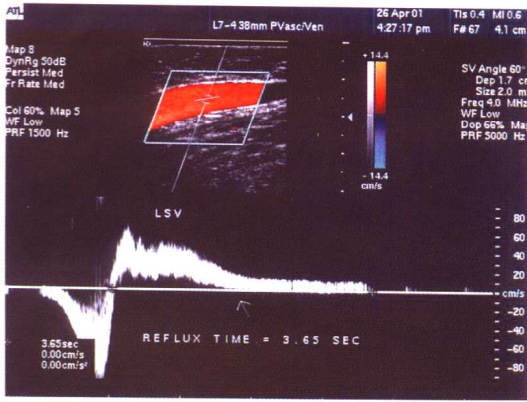 ATL
L7-4 38mm PVasc/Ven
26 Apr 01
4:27:17 pm
TIs 0.4 MI 0.6
F# 67 4.1 cm
Map 8
DynRg 50dB
Persist Med
Fr Rate Med
Col 60% Map 5
WF Low
PRF 1500 Hz
+ 14.4
- 14.4
cm/s
SV Angle 60°
Dep 1.7 cm
Size 2.0 m
Freq 4.0 MHz
WF Low
Dop 66% Map
PRF 5000 Hz
LSV
80
60
40
20
cm/s
-20
-40
-60
-80
REFLUX TIME = 3.65 SEC
3.65sec
0.00cm/s
0.00cm/s²